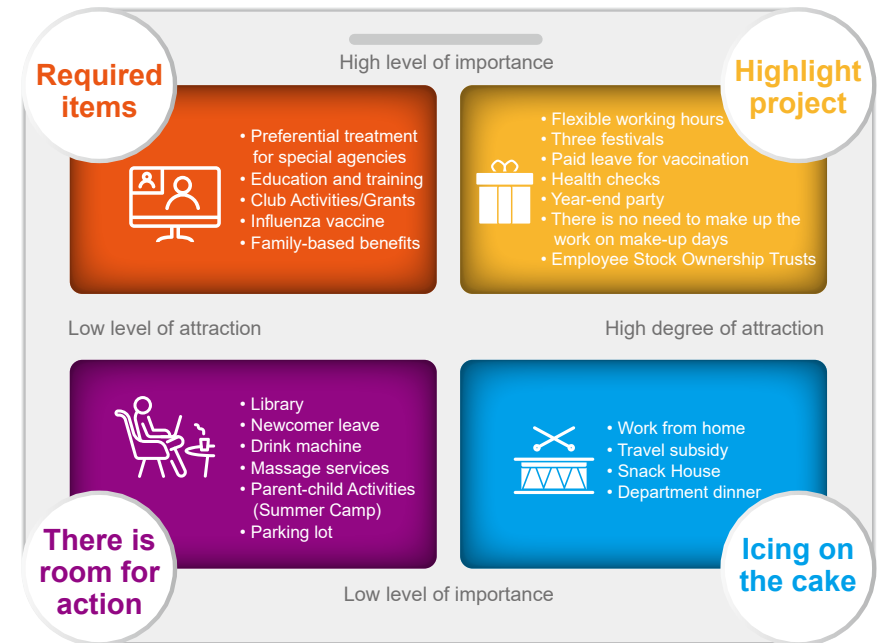 Required
items
High level of importance
Highlight
project
• Preferential treatment
for special agencies
• Education and training
• Club Activities/Grants
• Influenza vaccine
• Family-based benefits
• Flexible working hours
• Three festivals
• Paid leave for vaccination
• Health checks
• Year-end party
• There is no need to make up the
work on make-up days
• Employee Stock Ownership Trusts
Low level of attraction
High degree of attraction
• Library
• Newcomer leave
• Drink machine
• Massage services
• Parent-child Activities
(Summer Camp)
• Parking lot
• Work from home
• Travel subsidy
• Snack House
• Department dinner
There is
room for
action
Low level of importance
Icing on
the cake